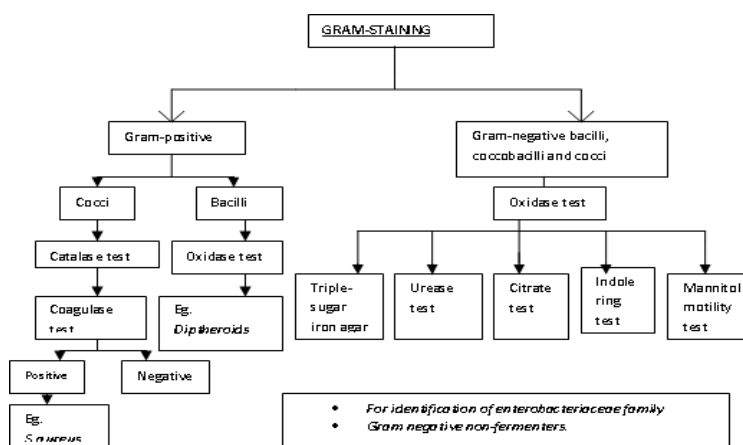 GRAM-STAINING
Gram-positive
Gram-negative bacilli,
coccobacilli and cocci
Cocci
Bacilli
Oxidase test
Catalase test
Oxidase test
Triple-
sugar
iron agar
Urease
test
Citrate
test
Indole
ring
test
Mannitol
motility
test
Coagulase
test
Eg.
Diptheroids
Positive
Negative
Eg.
S.aureus
• For identification of enterobacteriaceae family
• Gram negative non-fermenters.